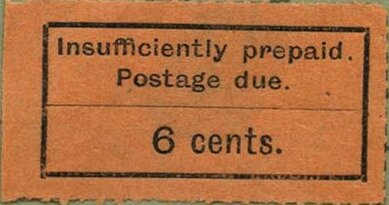 Insufficiently prepaid.
Postage due.
6 cents.